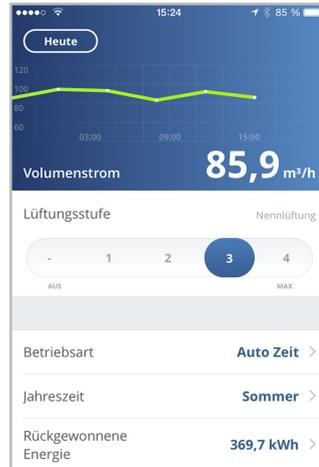 15:24 85 %
Heute
120
100
80
60
03:00 09:00 15:00
Volumenstrom 85,9 m³/h
Lüftungsstufe Nennlüftung
- 1 2 3 4
AUS MAX
Betriebsart Auto Zeit
Jahreszeit Sommer
Rückgewonnene
Energie 369,7 kWh